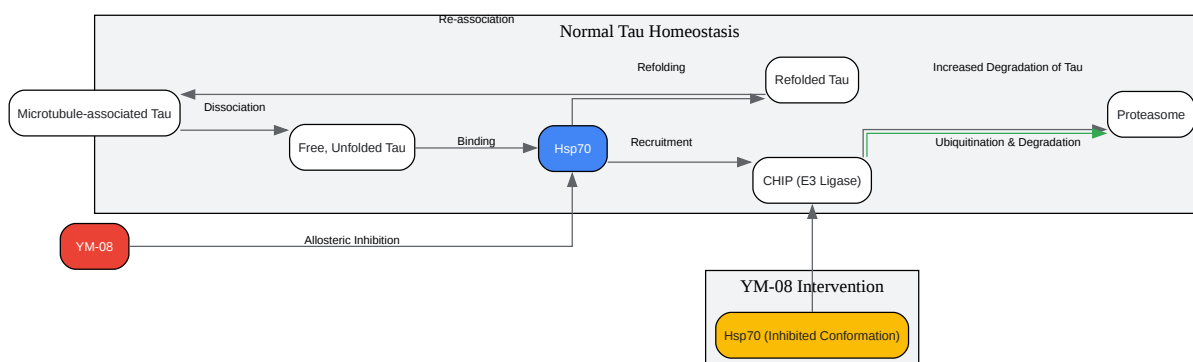 Re-association
Normal Tau Homeostasis
Refolding
Increased Degradation of Tau
Refolded Tau
Microtubule-associated Tau
Dissociation
Proteasome
Free, Unfolded Tau
Binding
Hsp70
Recruitment
Ubiquitination & Degradation
CHIP (E3 Ligase)
YM-08
Allosteric Inhibition
YM-08 Intervention
Hsp70 (Inhibited Conformation)